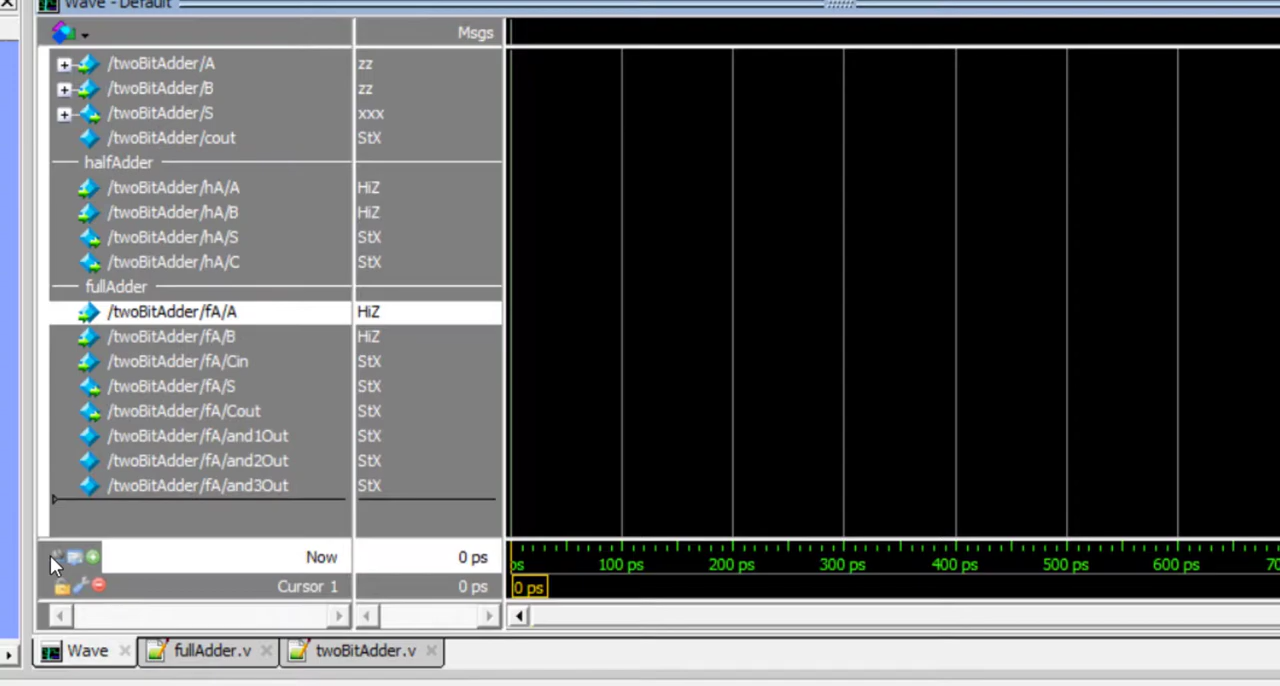 Wave - Default
Msgs
/twoBitAdder/A zz
/twoBitAdder/B zz
/twoBitAdder/S xxx
/twoBitAdder/cout StX
halfAdder
/twoBitAdder/hA/A HiZ
/twoBitAdder/hA/B HiZ
/twoBitAdder/hA/S StX
/twoBitAdder/hA/C StX
fullAdder
/twoBitAdder/fA/A HiZ
/twoBitAdder/fA/B HiZ
/twoBitAdder/fA/Cin StX
/twoBitAdder/fA/S StX
/twoBitAdder/fA/Cout StX
/twoBitAdder/fA/and1Out StX
/twoBitAdder/fA/and2Out StX
/twoBitAdder/fA/and3Out StX
Now 0 ps ps 100 ps 200 ps 300 ps 400 ps 500 ps 600 ps 70
Cursor 1 0 ps 0 ps
Wave fullAdder.v twoBitAdder.v